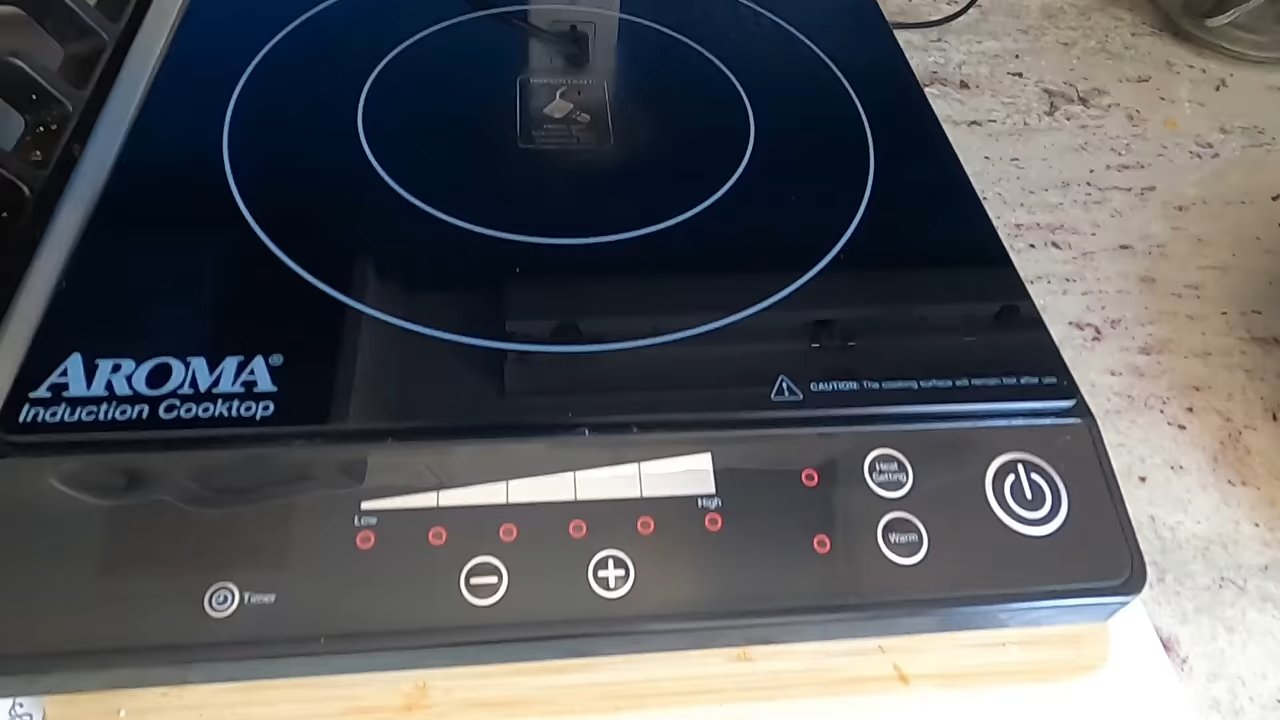 AROMA®
Induction Cooktop
CAUTION: The cooking surface will remain hot after use
Low
High
Heat
Setting
Warm
Timer